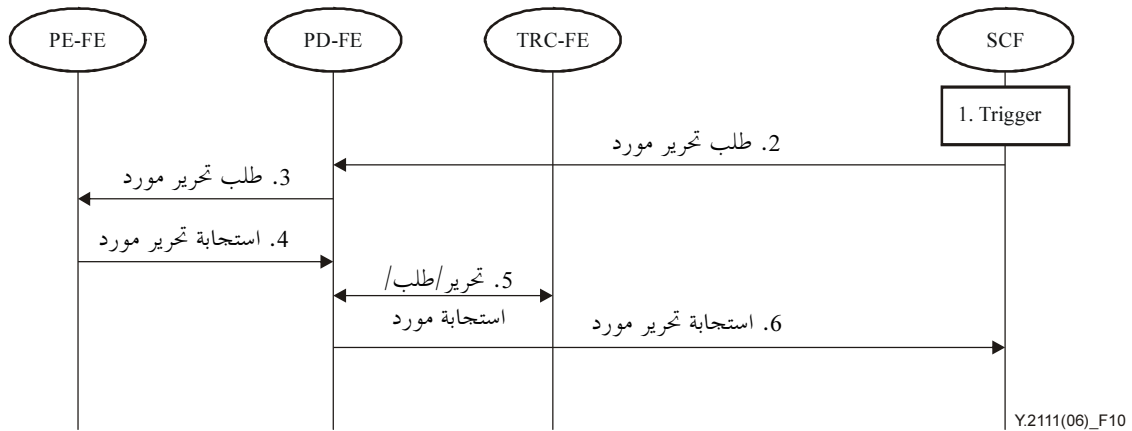 PE-FE
PD-FE
TRC-FE
SCF
1. Trigger
2. طلب تحرير مورد
3. طلب تحرير مورد
4. استجابة تحرير مورد
5. تحرير/طلب/
استجابة مورد
6. استجابة تحرير مورد
Y.2111(06)_F10